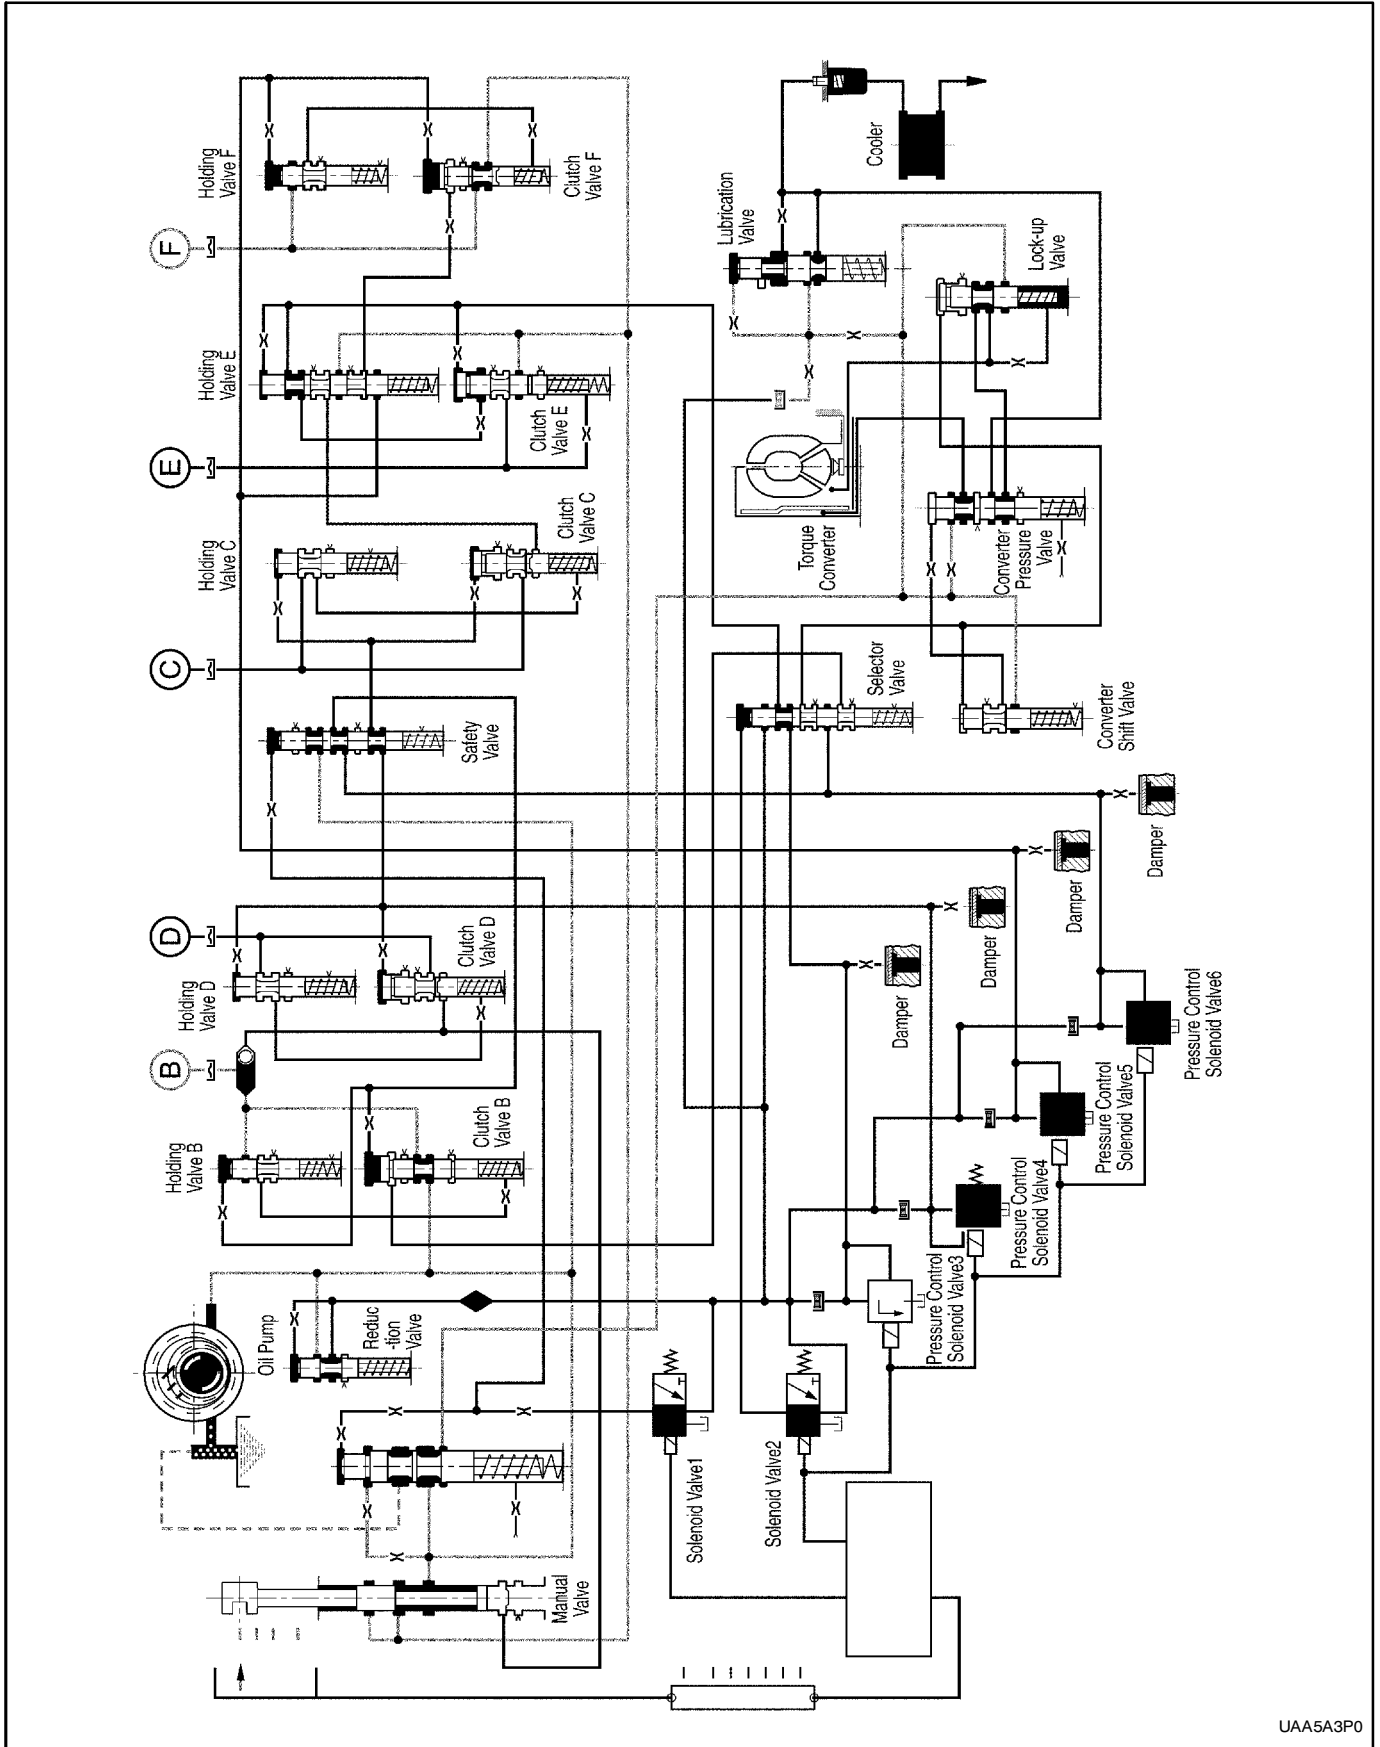 F
Holding
Valve F
Clutch
Valve F
E
Holding
Valve E
Clutch
Valve E
C
Holding
Valve C
Clutch
Valve C
Safety
Valve
D
Holding
Valve D
Clutch
Valve D
B
Holding
Valve B
Clutch
Valve B
Oil Pump
Reduc
-tion
Valve
Manual
Valve
Cooler
Lubrication
Valve
Lock-up
Valve
Torque
Converter
Converter
Pressure
Valve
Selector
Valve
Converter
Shift Valve
Damper
Damper
Damper
Damper
Pressure Control
Solenoid Valve6
Pressure Control
Solenoid Valve5
Pressure Control
Solenoid Valve4
Pressure Control
Solenoid Valve3
Solenoid Valve2
Solenoid Valve1
UAA5A3P0